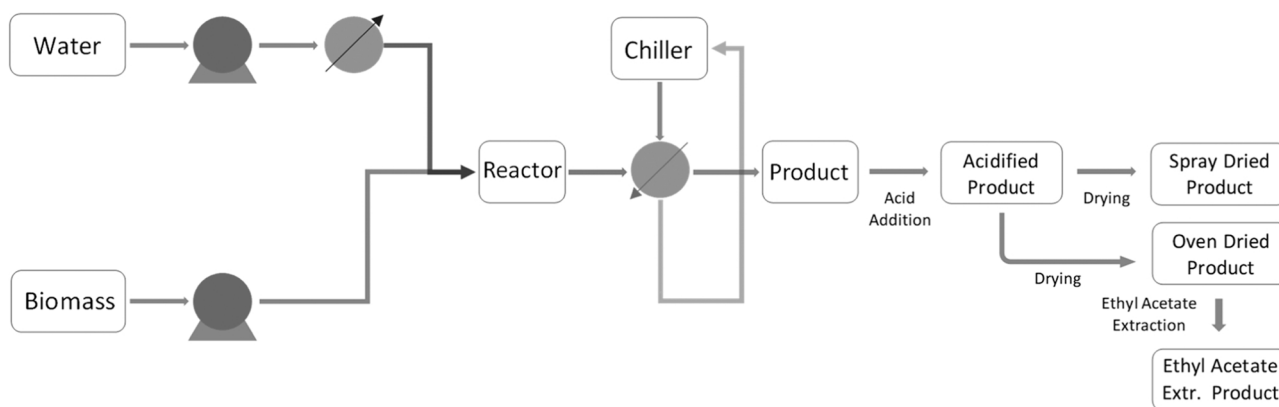 Water
Chiller
Biomass
Reactor
Product
Acid
Addition
Acidified
Product
Drying
Spray Dried
Product
Drying
Oven Dried
Product
Ethyl Acetate
Extraction
Ethyl Acetate
Extr. Product